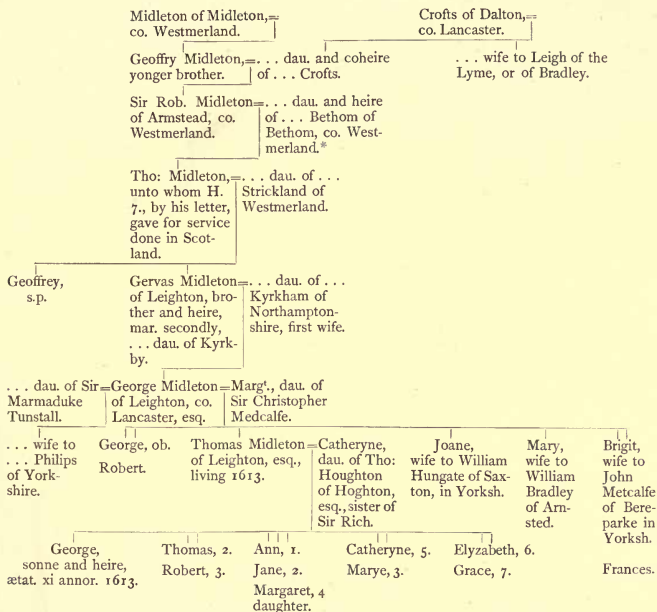 Midleton of Midleton,=
co. Westmerland.
Crofts of Dalton,=
co. Lancaster.
Geoffry Midleton,=. . . dau. and coheire
yonger brother. of . . . Crofts.
. . . wife to Leigh of the
Lyme, or of Bradley.
Sir Rob. Midleton=. . . dau. and heire
of Armstead, co. of . . . Bethom of
Westmerland. Bethom, co. West-
merland.*
Tho: Midleton,=. . . dau. of . . .
unto whom H. Strickland of
7., by his letter, Westmerland.
gave for service
done in Scot-
land.
Geoffrey,
s.p.
Gervas Midleton=. . . dau. of . . .
of Leighton, bro- Kyrkham of
ther and heire, Northampton-
mar. secondly, shire, first wife.
. . . dau. of Kyrk-
by.
. . . dau. of Sir=George Midleton=Margt., dau. of
Marmaduke of Leighton, co. Sir Christopher
Tunstall. Lancaster, esq. Medcalfe.
. . . wife to
. . . Philips
of York-
shire.
George, ob.
Robert.
Thomas Midleton=Catheryne,
of Leighton, esq., dau. of Tho:
living 1613. Houghton
of Hoghton,
esq., sister of
Sir Rich.
Joane,
wife to William
Hungate of Sax-
ton, in Yorksh.
Mary,
wife to
William
Bradley
of Arn-
sted.
Brigit,
wife to
John
Metcalfe
of Bere-
parke in
Yorksh.
Frances.
George,
sonne and heire,
ætat. xi annor. 1613.
Thomas, 2.
Robert, 3.
Ann, 1.
Jane, 2.
Margaret, 4
daughter.
Catheryne, 5.
Marye, 3.
Elyzabeth, 6.
Grace, 7.